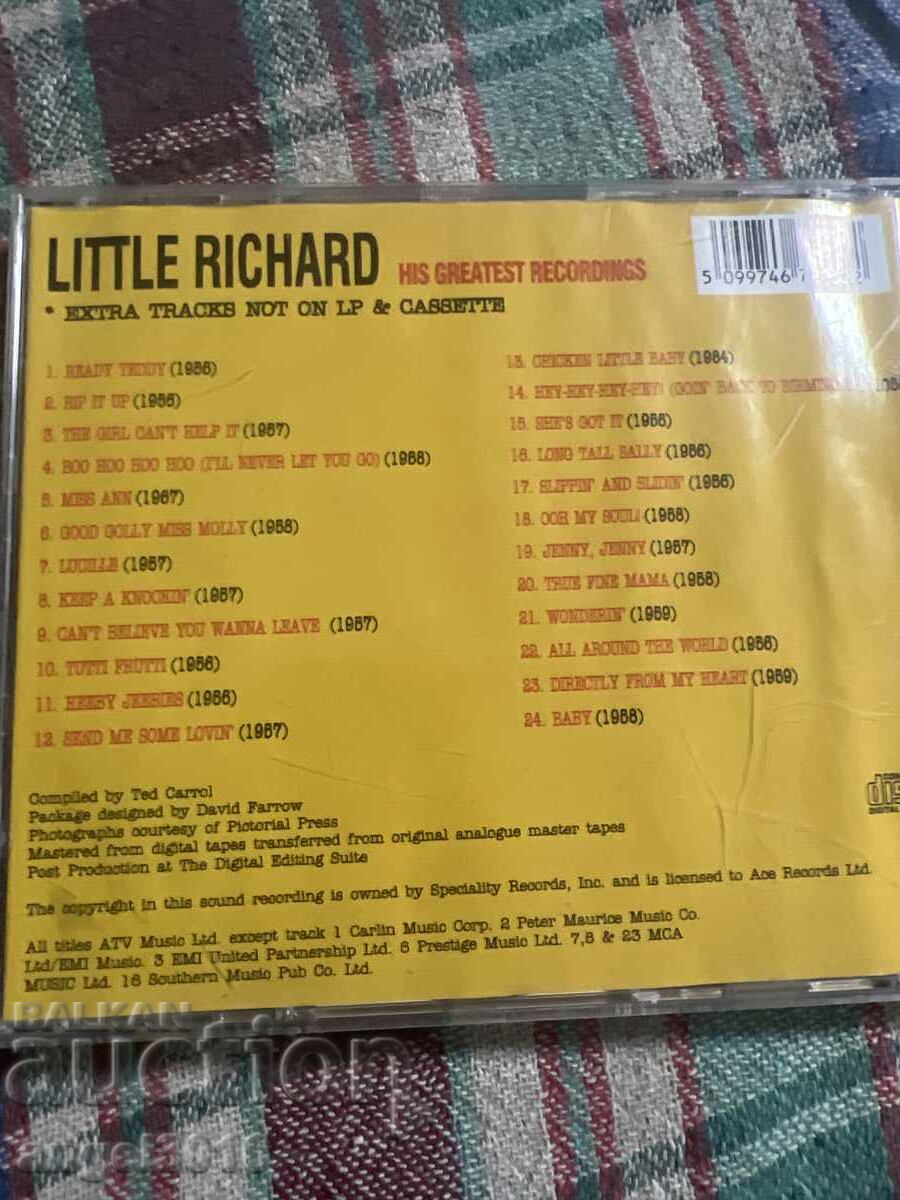 LITTLE RICHARD HIS GREATEST RECORDINGS
* EXTRA TRACKS NOT ON LP & CASSETTE
5 099746
1. READY TEDDY (1956)
2. RIP IT UP (1956)
3. THE GIRL CAN'T HELP IT (1957)
4. BOO HOO HOO HOO (I'LL NEVER LET YOU GO) (1958)
5. MISS ANN (1957)
6. GOOD GOLLY MISS MOLLY (1958)
7. LUCILLE (1957)
8. KEEP A KNOCKIN' (1957)
9. CAN'T BELIEVE YOU WANNA LEAVE (1957)
10. TUTTI FRUTTI (1956)
11. HEEBY JEEBIES (1956)
12. SEND ME SOME LOVIN' (1957)
13. CHICKEN LITTLE BABY (1964)
14. HEY-HEY-HEY-HEY! (GOIN' BACK TO
15. SHE'S GOT IT (1956)
16. LONG TALL SALLY (1956)
17. SLIPPIN' AND SLIDIN' (1956)
18. OOH MY SOUL! (1958)
19. JENNY, JENNY (1957)
20. TRUE FINE MAMA (1958)
21. WONDERIN' (1959)
22. ALL AROUND THE WORLD (1956)
23. DIRECTLY FROM MY HEART (1959)
24. BABY (1958)
Compiled by Ted Carrol
Package designed by David Farrow
Photographs courtesy of Pictorial Press
Mastered from digital tapes transferred from original analogue master tapes
Post Production at The Digital Editing Suite
The copyright in this sound recording is owned by Speciality Records, Inc. and is licensed to Ace Records Ltd.
All titles ATV Music Ltd. except track 1 Carlin Music Corp. 2 Peter Maurice Music Co.
Ltd/EMI Music. 3 EMI United Partnership Ltd. 6 Prestige Music Ltd. 7,8 & 23 MCA
MUSIC Ltd. 16 Southern Music Pub Co. Ltd.
DIGITAL
BALKAN
auction
angel3016